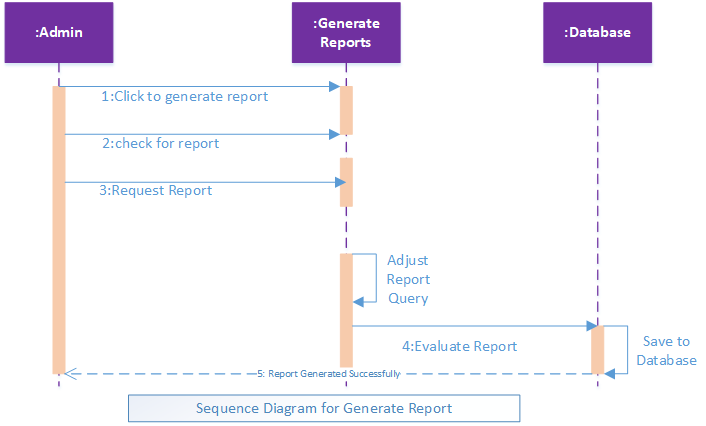 :Admin
:Generate
Reports
:Database
1:Click to generate report
2:check for report
3:Request Report
Adjust
Report
Query
4:Evaluate Report
Save to
Database
5: Report Generated Successfully
Sequence Diagram for Generate Report